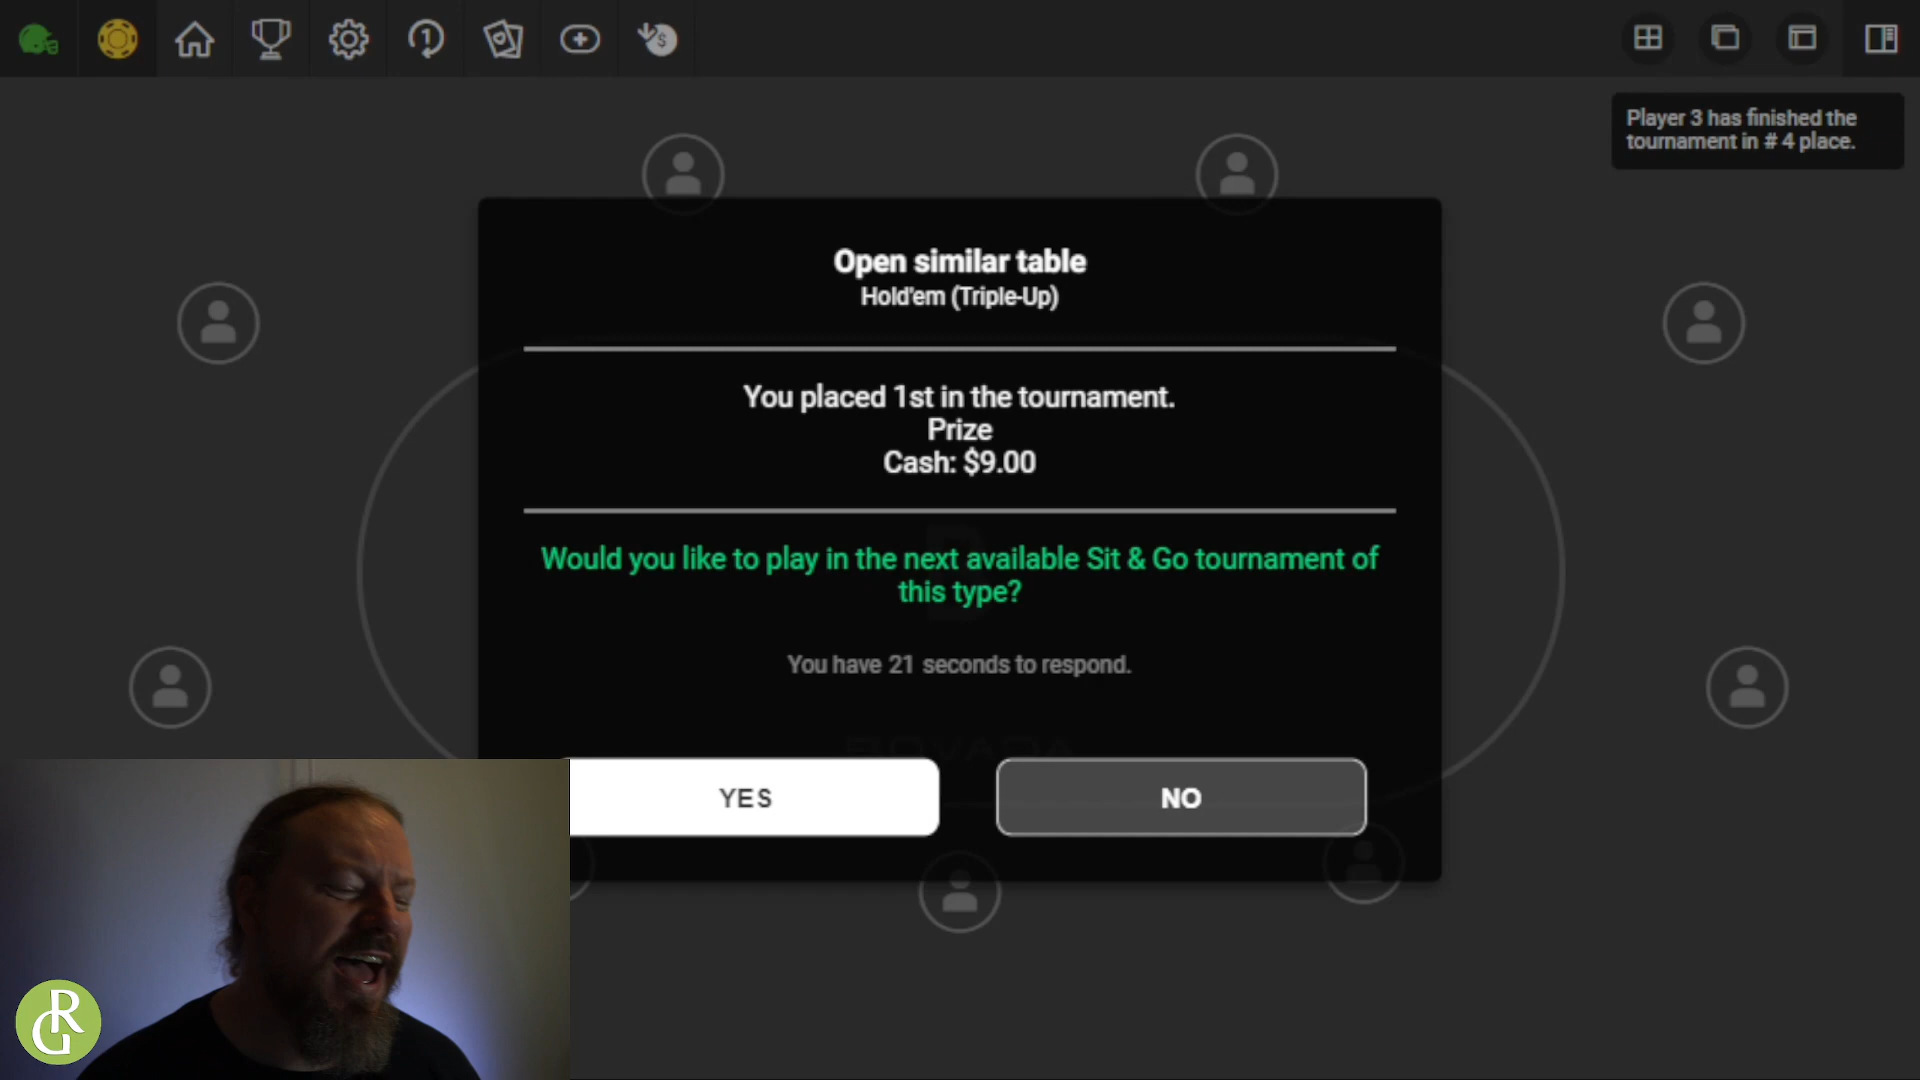 Player 3 has finished the
tournament in # 4 place.
Open similar table
Hold'em (Triple-Up)
You placed 1st in the tournament.
Prize
Cash: $9.00
Would you like to play in the next available Sit & Go tournament of
this type?
You have 21 seconds to respond.
BOVADA
YES
NO
RG